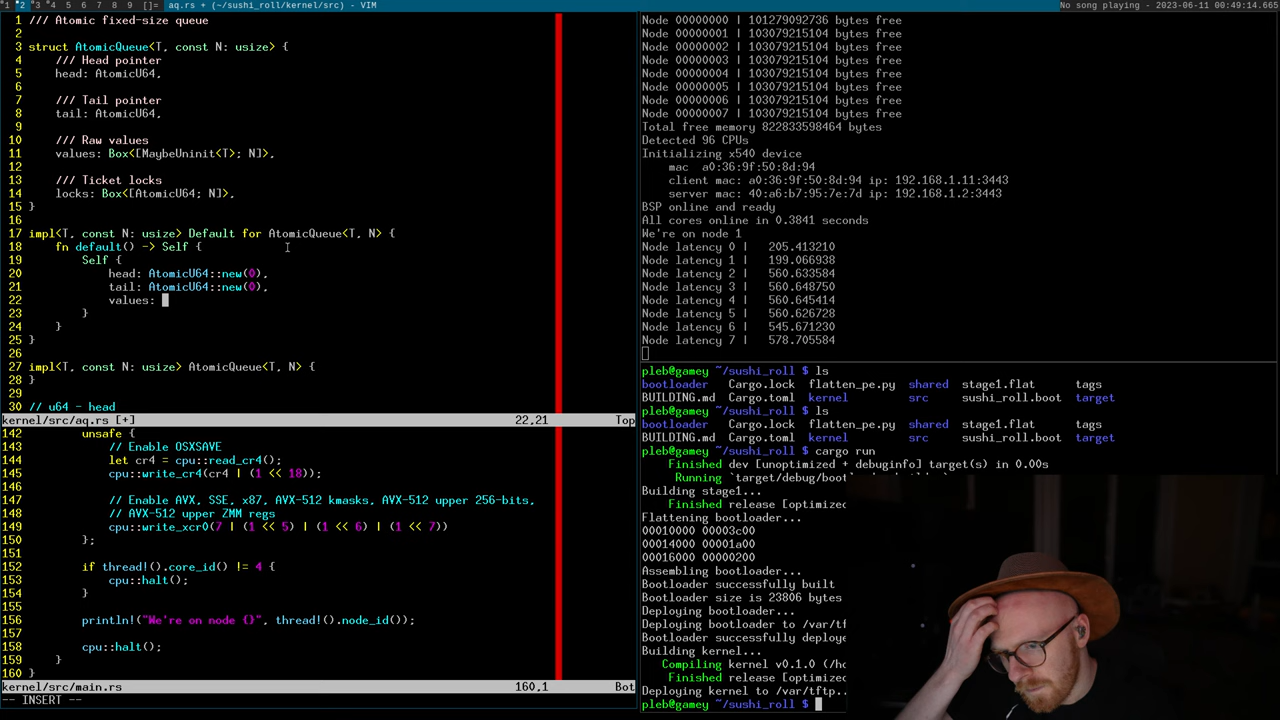 1 2 3 4 5 6 7 8 9 []= aq.rs + (~/sushi_roll/kernel/src) - VIM
No song playing - 2023-06-11 00:49:14.665
1 /// Atomic fixed-size queue
2
3 struct AtomicQueue<T, const N: usize> {
4 /// Head pointer
5 head: AtomicU64,
6
7 /// Tail pointer
8 tail: AtomicU64,
9
10 /// Raw values
11 values: Box<[MaybeUninit<T>; N]>,
12
13 /// Ticket locks
14 locks: Box<[AtomicU64; N]>,
15 }
16
17 impl<T, const N: usize> Default for AtomicQueue<T, N> {
18 fn default() -> Self {
19 Self {
20 head: AtomicU64::new(0),
21 tail: AtomicU64::new(0),
22 values:
23 }
24 }
25 }
26
27 impl<T, const N: usize> AtomicQueue<T, N> {
28 }
29
30 // u64 - head
kernel/src/aq.rs [+] 22,21 Top
142 unsafe {
143 // Enable OSXSAVE
144 let cr4 = cpu::read_cr4();
145 cpu::write_cr4(cr4 | (1 << 18));
146
147 // Enable AVX, SSE, x87, AVX-512 kmasks, AVX-512 upper 256-bits,
148 // AVX-512 upper ZMM regs
149 cpu::write_xcr0(7 | (1 << 5) | (1 << 6) | (1 << 7))
150 };
151
152 if thread!().core_id() != 4 {
153 cpu::halt();
154 }
155
156 println!("We're on node {}", thread!().node_id());
157
158 cpu::halt();
159 }
160 }
kernel/src/main.rs 160,1 Bot
-- INSERT --
Node 00000000 | 101279092736 bytes free
Node 00000001 | 103079215104 bytes free
Node 00000002 | 103079215104 bytes free
Node 00000003 | 103079215104 bytes free
Node 00000004 | 103079215104 bytes free
Node 00000005 | 103079215104 bytes free
Node 00000006 | 103079215104 bytes free
Node 00000007 | 103079215104 bytes free
Total free memory 822833598464 bytes
Detected 96 CPUs
Initializing x540 device
mac a0:36:9f:50:8d:94
client mac: a0:36:9f:50:8d:94 ip: 192.168.1.11:3443
server mac: 40:a6:b7:95:7e:7d ip: 192.168.1.2:3443
BSP online and ready
All cores online in 0.3841 seconds
We're on node 1
Node latency 0 | 205.413210
Node latency 1 | 199.066938
Node latency 2 | 560.633584
Node latency 3 | 560.648750
Node latency 4 | 560.645414
Node latency 5 | 560.626728
Node latency 6 | 545.671230
Node latency 7 | 578.705584
pleb@gamey ~/sushi_roll $ ls
bootloader Cargo.lock flatten_pe.py shared stage1.flat tags
BUILDING.md Cargo.toml kernel src sushi_roll.boot target
pleb@gamey ~/sushi_roll $ ls
bootloader Cargo.lock flatten_pe.py shared stage1.flat tags
BUILDING.md Cargo.toml kernel src sushi_roll.boot target
pleb@gamey ~/sushi_roll $ cargo run
Finished dev [unoptimized + debuginfo] target(s) in 0.00s
Running `target/debug/boot
Building stage1...
Finished release [optimized
Flattening bootloader...
00010000 00003c00
00014000 00001a00
00016000 00000200
Assembling bootloader...
Bootloader successfully built
Bootloader size is 23806 bytes
Deploying bootloader...
Deploying bootloader to /var/tf
Bootloader successfully deploye
Building kernel...
Compiling kernel v0.1.0 (/ho
Finished release [optimized
Deploying kernel to /var/tftp..
pleb@gamey ~/sushi_roll $